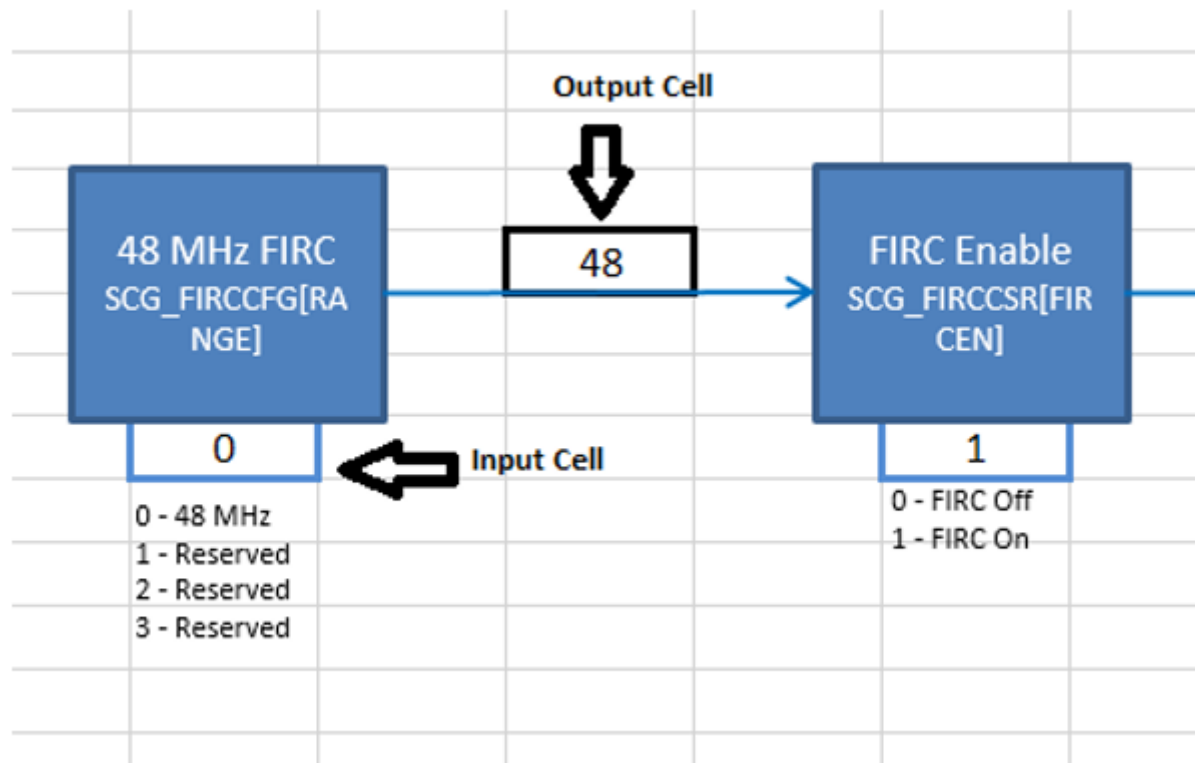 Output Cell
48 MHz FIRC
SCG_FIRCCFG[RA
NGE]
48
FIRC Enable
SCG_FIRCCSR[FIR
CEN]
0
Input Cell
1
0 - 48 MHz
1 - Reserved
2 - Reserved
3 - Reserved
0 - FIRC Off
1 - FIRC On